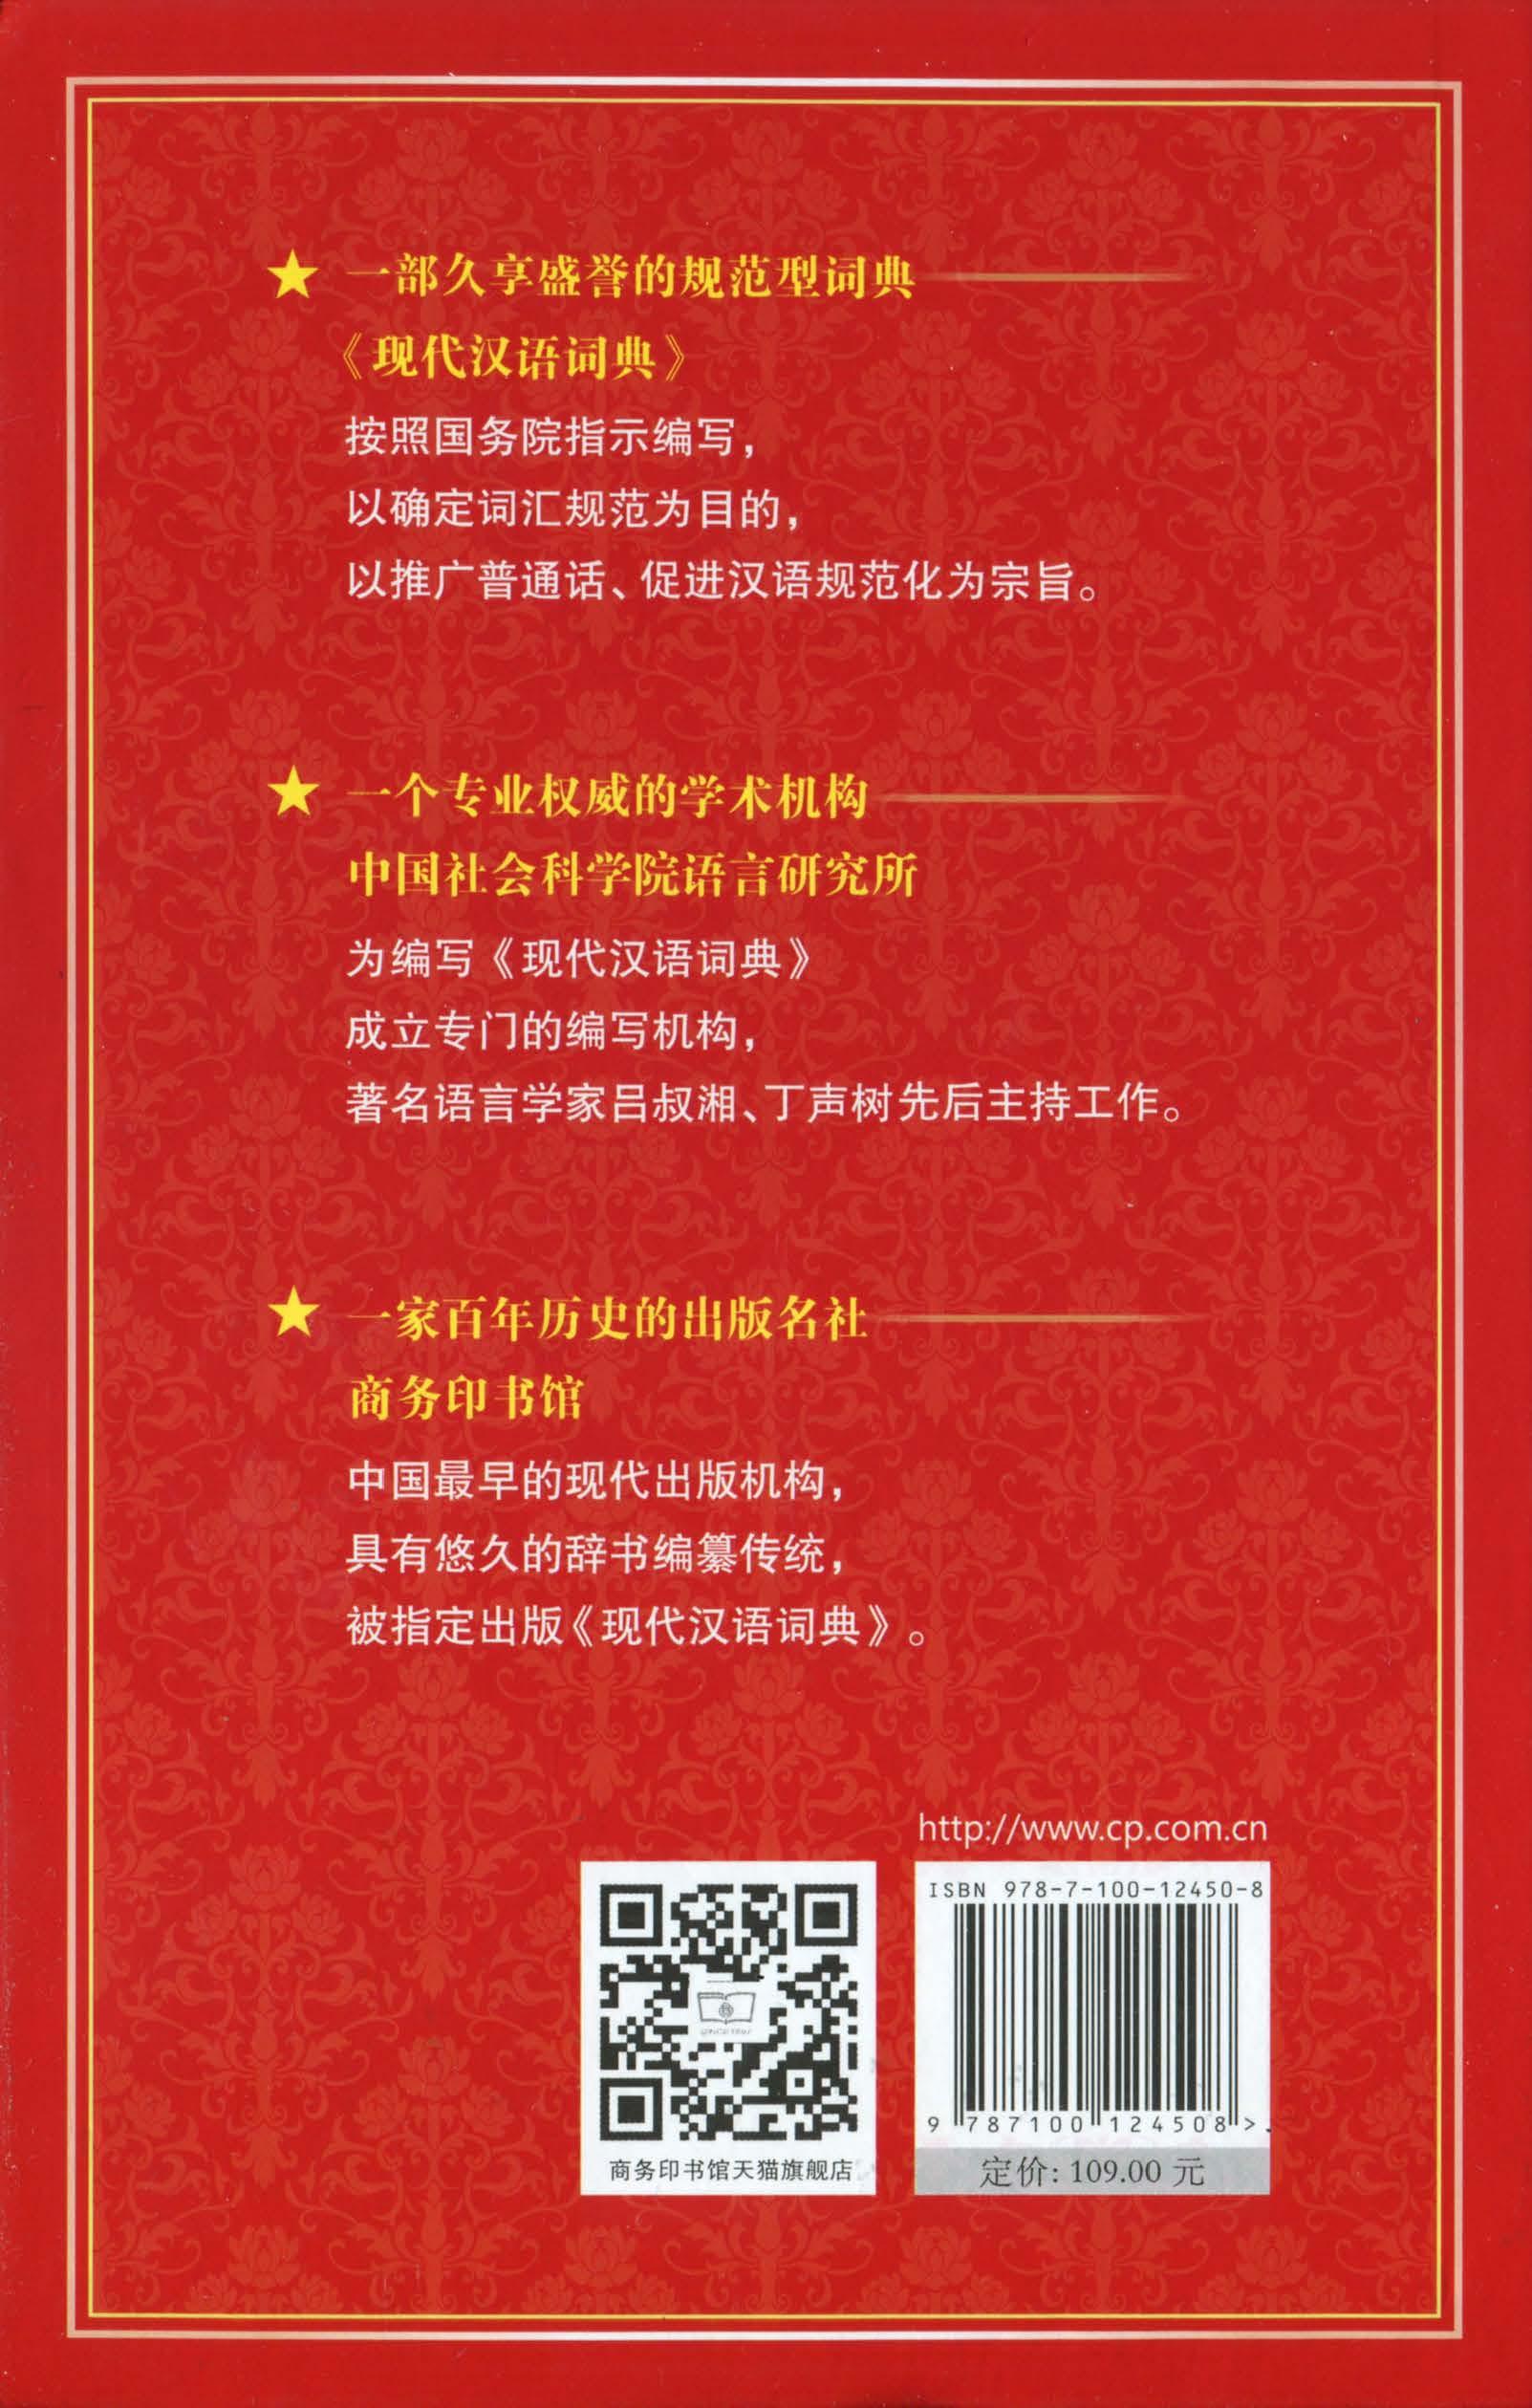 ★ 一部久享盛誉的规范型词典
《现代汉语词典》
按照国务院指示编写，
以确定词汇规范为目的，
以推广普通话、促进汉语规范化为宗旨。
★ 一个专业权威的学术机构
中国社会科学院语言研究所
为编写《现代汉语词典》
成立专门的编写机构，
著名语言学家吕叔湘、丁声树先后主持工作。
★ 一家百年历史的出版名社
商务印书馆
中国最早的现代出版机构，
具有悠久的辞书编纂传统，
被指定出版《现代汉语词典》。
http://www.cp.com.cn
ISBN 978-7-100-12450-8
9 787100 124508 >
商务印书馆天猫旗舰店
定价: 109.00 元